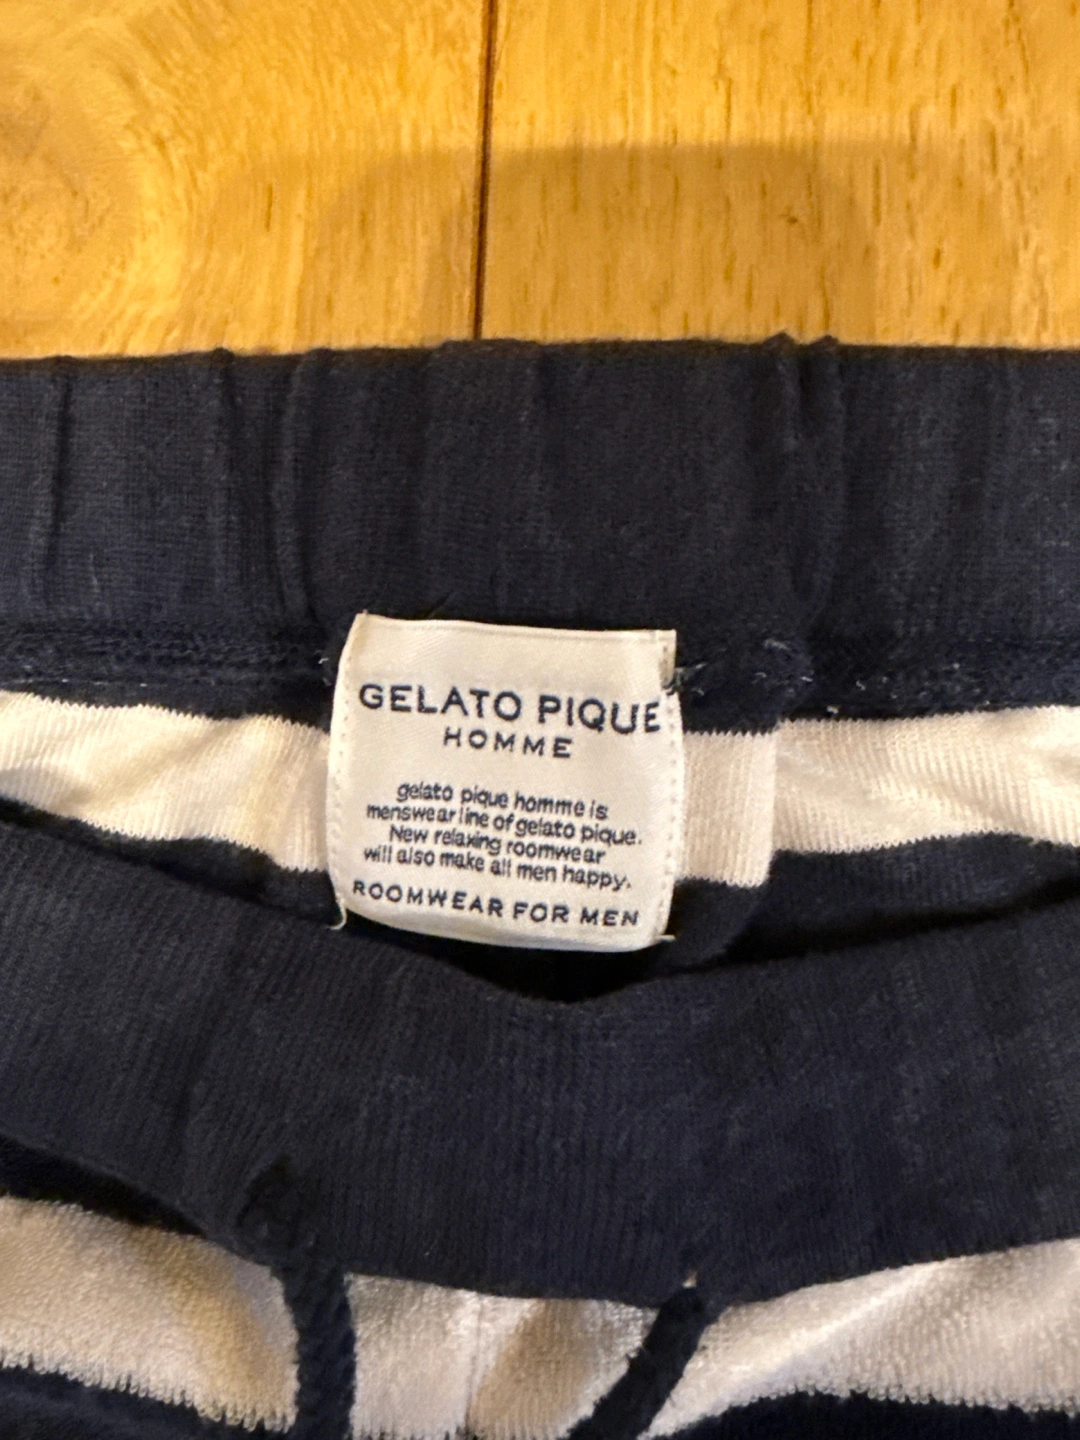 GELATO PIQUE
HOMME
gelato pique homme is
menswear line of gelato pique.
New relaxing roomwear
will also make all men happy.
ROOMWEAR FOR MEN